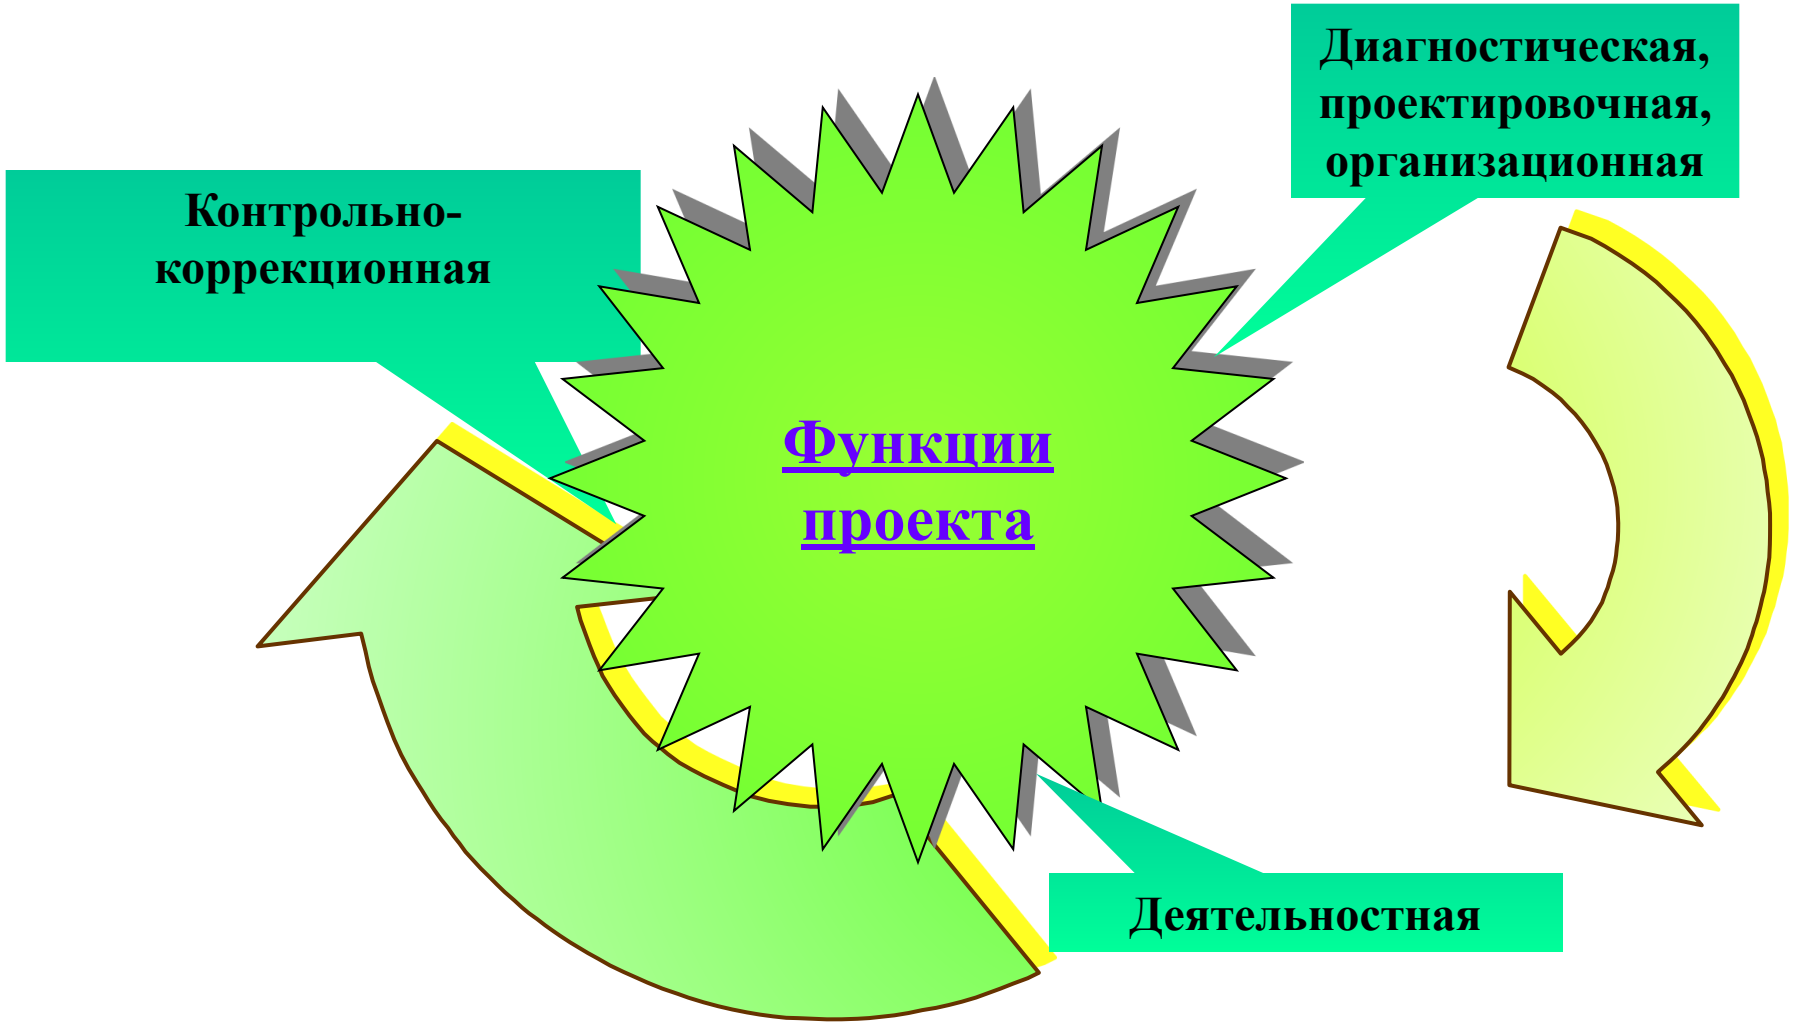 Диагностическая,
проектировочная,
организационная
Контрольно-
коррекционная
Функции
проекта
Деятельностная